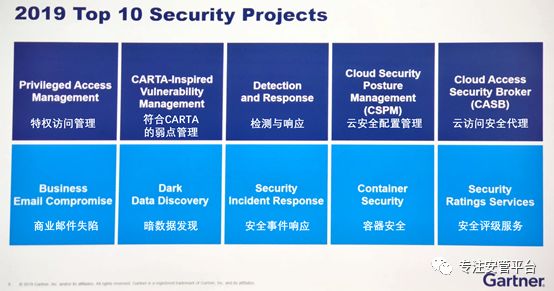 2019 Top 10 Security Projects
Privileged Access
Management
特权访问管理
CARTA-Inspired
Vulnerability
Management
符合CARTA
的弱点管理
Detection
and Response
检测与响应
Cloud Security
Posture
Management
(CSPM)
云安全配置管理
Cloud Access
Security Broker
(CASB)
云访问安全代理
Business
Email Compromise
商业邮件失陷
Dark
Data Discovery
暗数据发现
Security
Incident Response
安全事件响应
Container
Security
容器安全
Security
Ratings Services
安全评级服务
© 2019 Gartner, Inc. and/or its affiliates. All rights reserved. Gartner is a registered trademark of Gartner, Inc. and its affiliates.
专注安管平台
Gartner